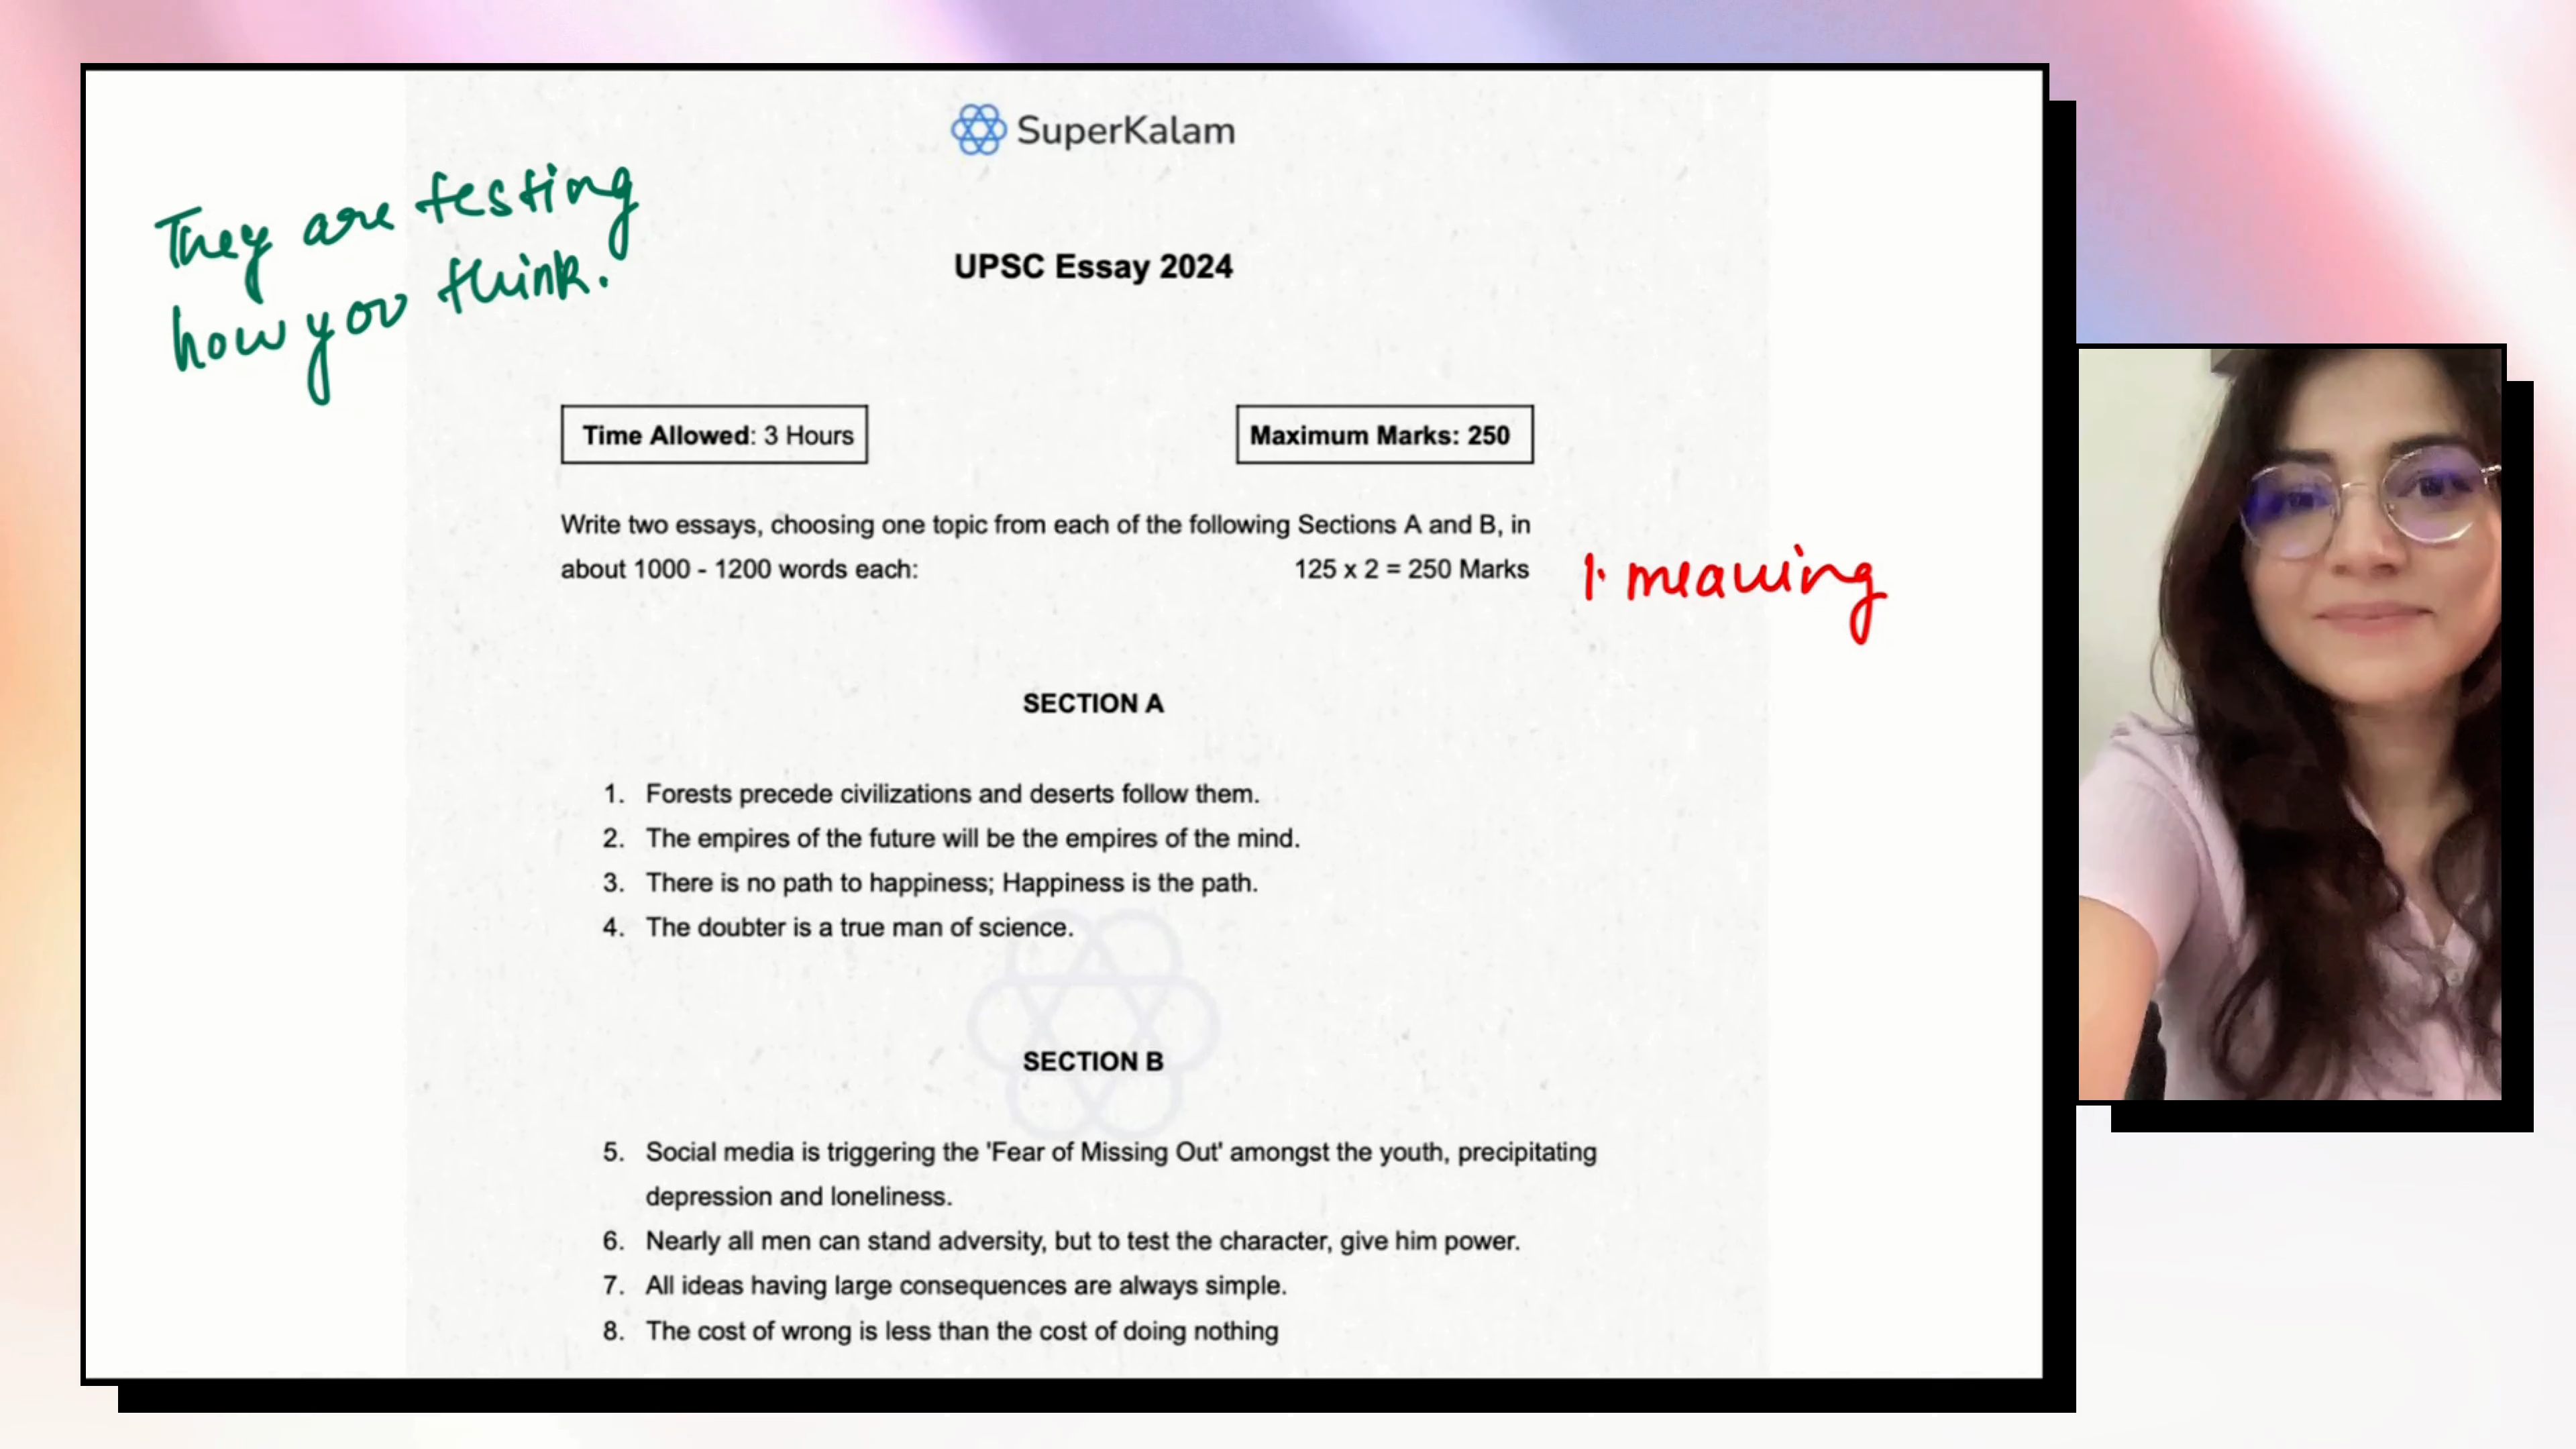 SuperKalam
They are testing
how you think.
UPSC Essay 2024
Time Allowed: 3 Hours
Maximum Marks: 250
Write two essays, choosing one topic from each of the following Sections A and B, in
about 1000 - 1200 words each: 125 x 2 = 250 Marks
1. meaning
SECTION A
1. Forests precede civilizations and deserts follow them.
2. The empires of the future will be the empires of the mind.
3. There is no path to happiness; Happiness is the path.
4. The doubter is a true man of science.
SECTION B
5. Social media is triggering the 'Fear of Missing Out' amongst the youth, precipitating
depression and loneliness.
6. Nearly all men can stand adversity, but to test the character, give him power.
7. All ideas having large consequences are always simple.
8. The cost of wrong is less than the cost of doing nothing